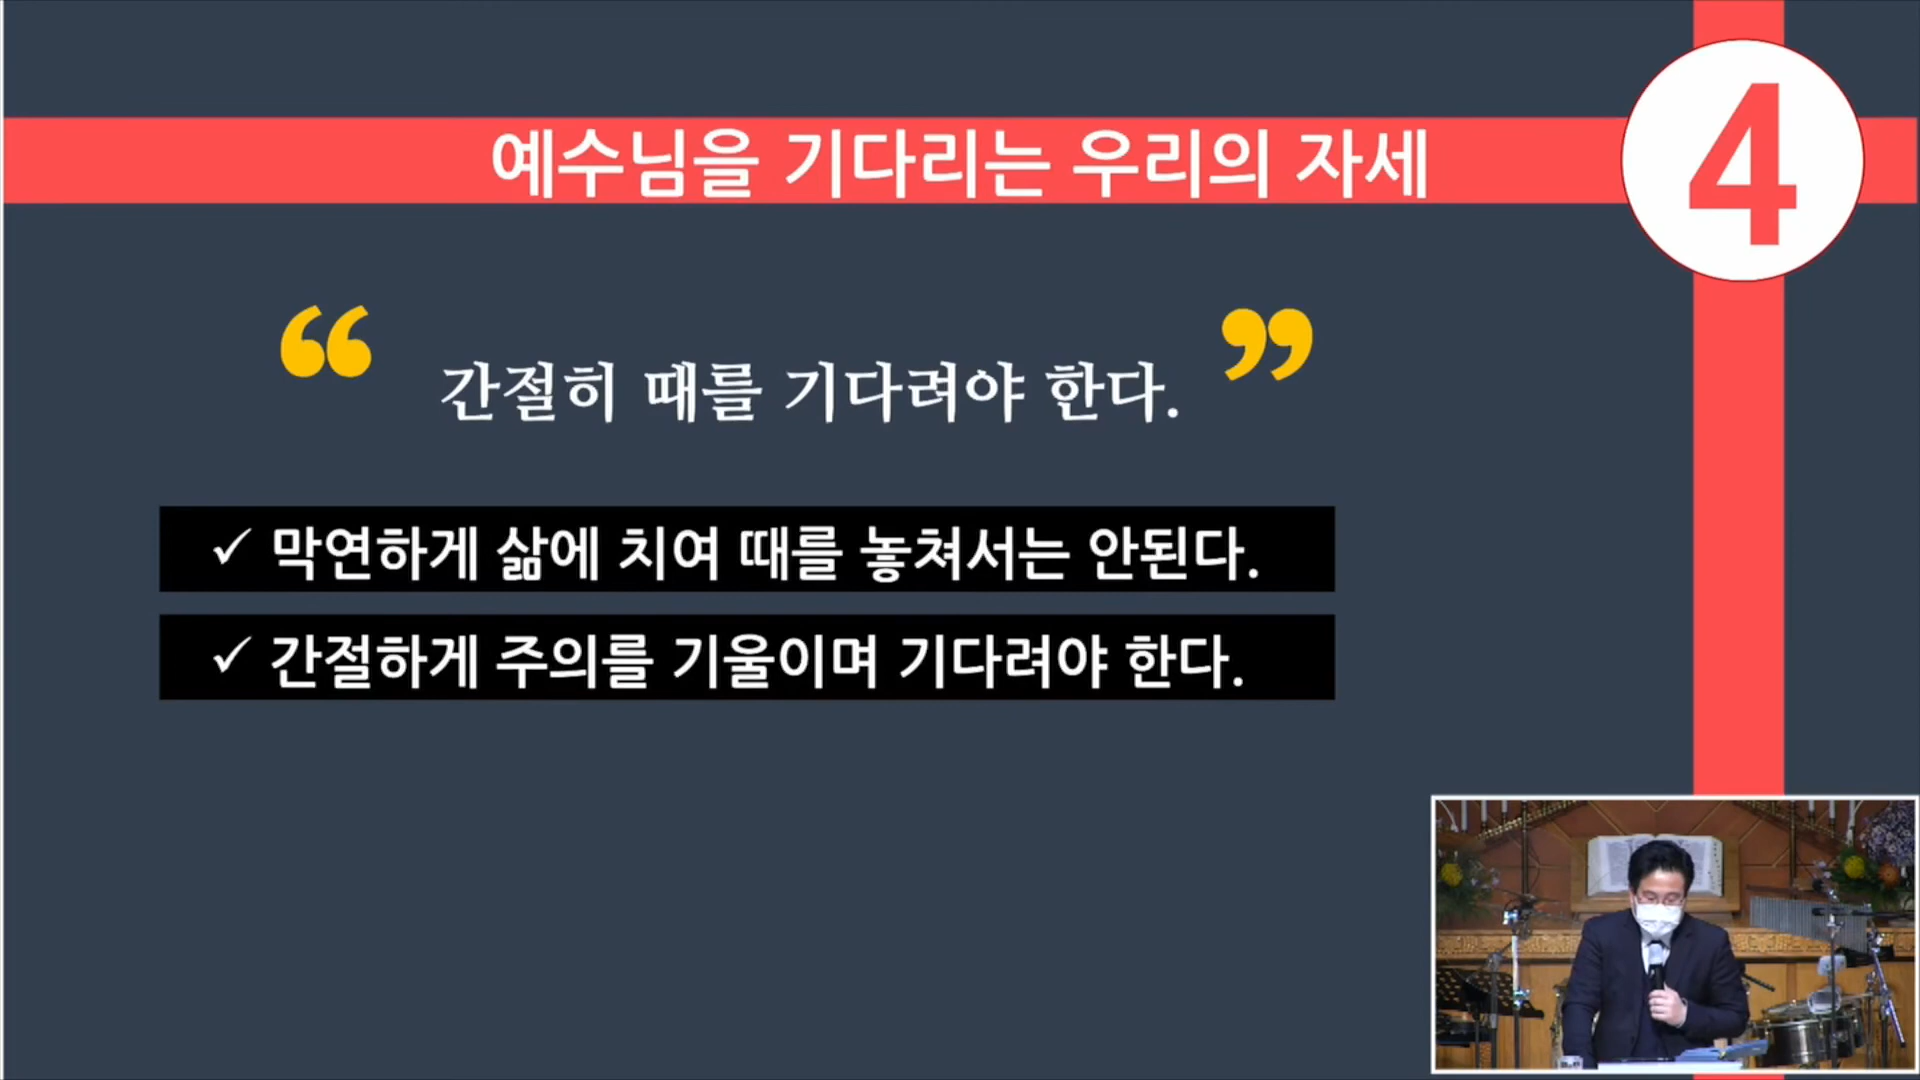 예수님을 기다리는 우리의 자세
4
“간절히 때를 기다려야 한다.”
✓ 막연하게 삶에 치여 때를 놓쳐서는 안된다.
✓ 간절하게 주의를 기울이며 기다려야 한다.